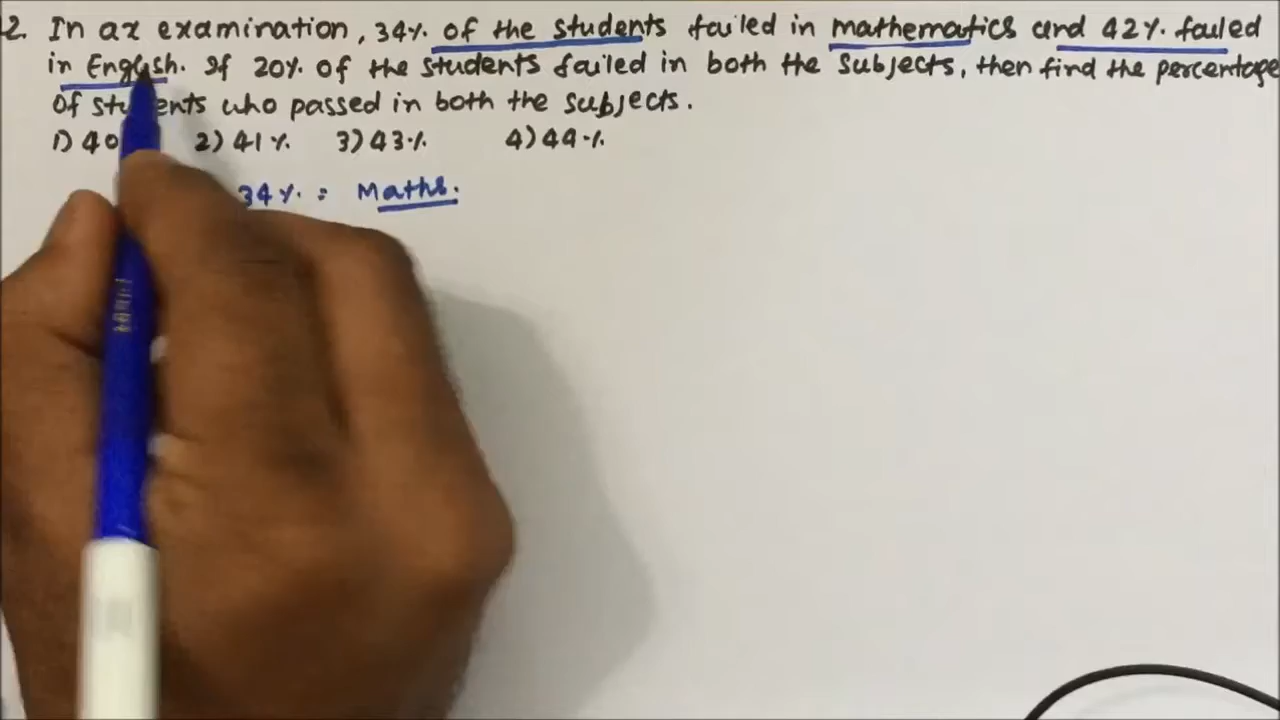 2. In an examination, 34%. of the students failed in mathematics and 42%. failed
in English. If 20%. of the students failed in both the subjects, then find the percentage
of students who passed in both the subjects.
1) 40 2) 41%. 3) 43%. 4) 44%.
34%. = Maths.